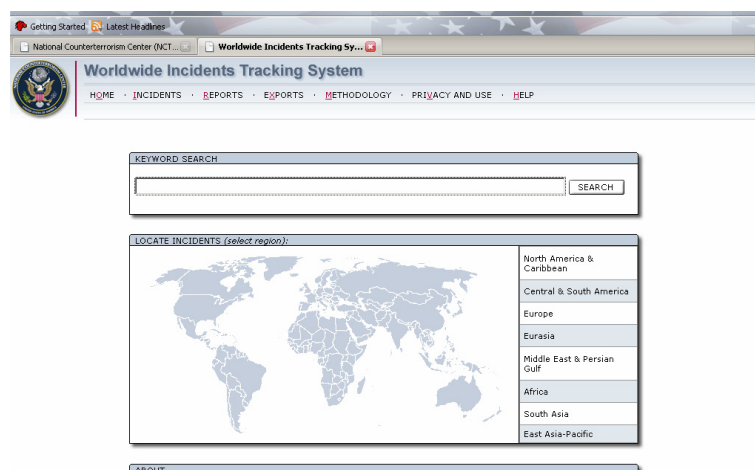 Getting Started Latest Headlines
National Counterterrorism Center (NCT... Worldwide Incidents Tracking Sy...
Worldwide Incidents Tracking System
HOME · INCIDENTS · REPORTS · EXPORTS · METHODOLOGY · PRIVACY AND USE · HELP
KEYWORD SEARCH
SEARCH
LOCATE INCIDENTS (select region):
North America &
Caribbean
Central & South America
Europe
Eurasia
Middle East & Persian
Gulf
Africa
South Asia
East Asia-Pacific
ABOUT